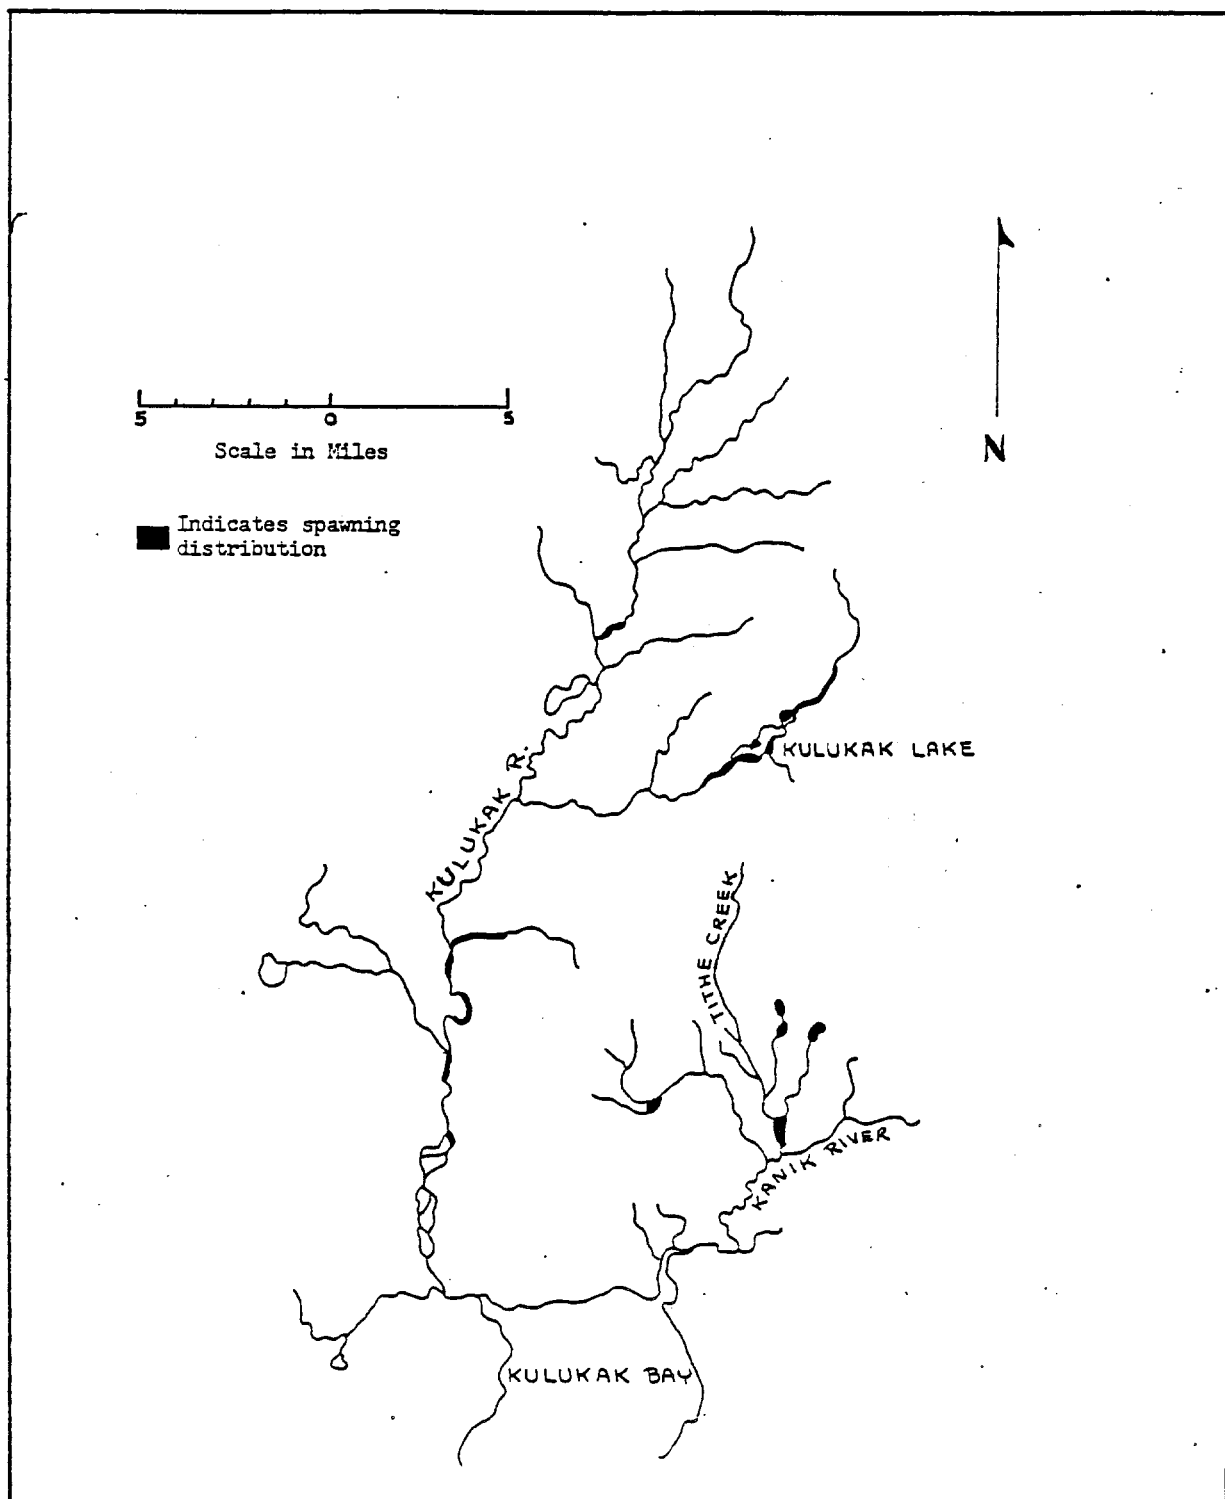 5 0 5
Scale in Miles
N
Indicates spawning
distribution
KULUKAK R.
KULUKAK LAKE
TITHE CREEK
KANIK RIVER
KULUKAK BAY